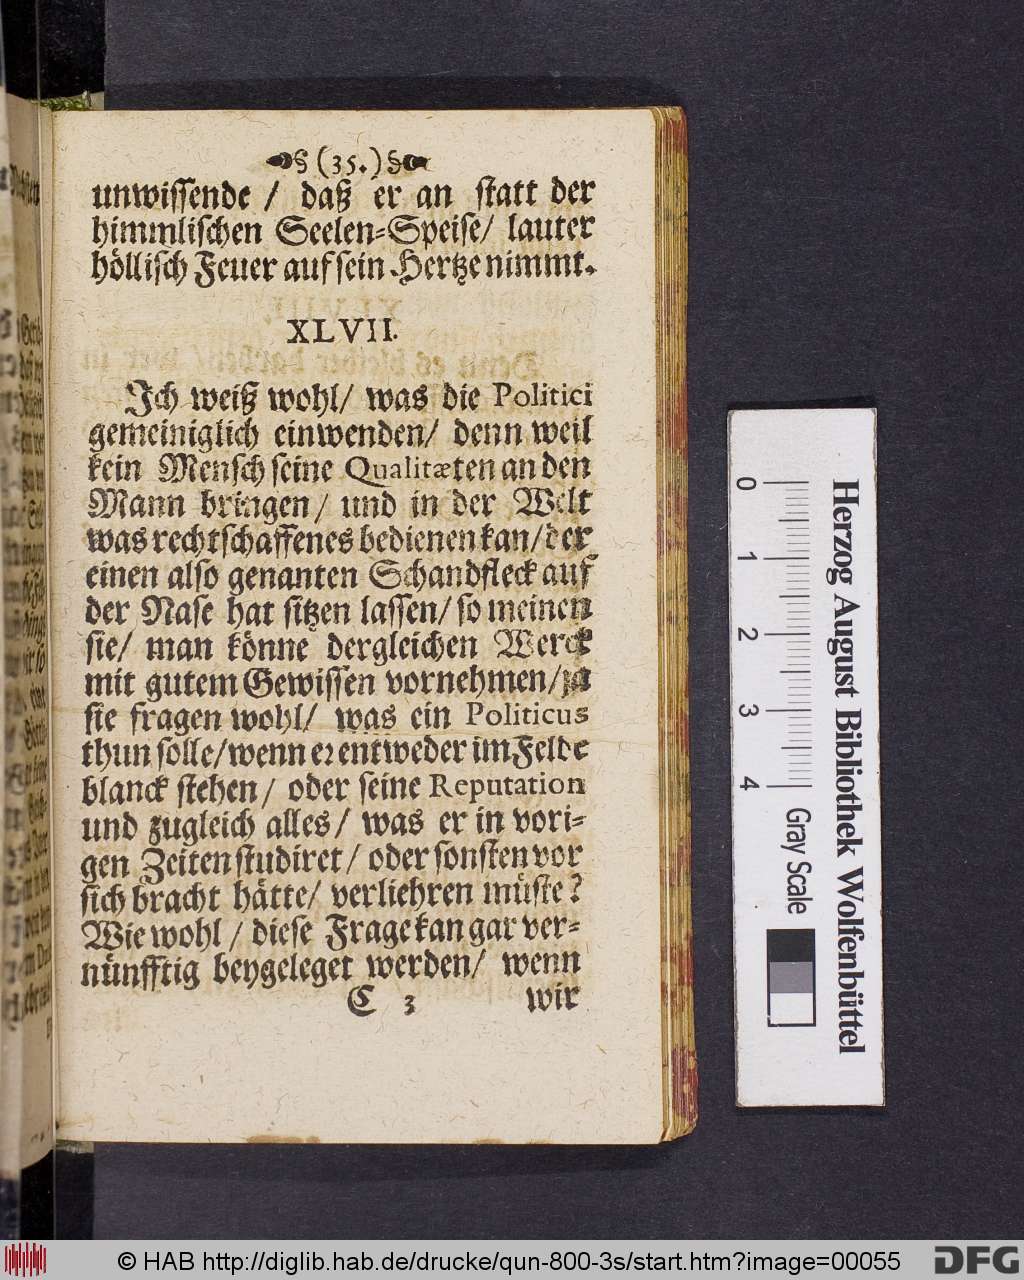 (35.)
unwissende / daß er an statt der
himmlischen Seelen-Speise/ lauter
höllisch Feuer auf sein Hertze nimmt.
XLVII.
Ich weiß wohl/ was die Politici
gemeiniglich einwenden/ denn weil
kein Mensch seine Qualitæten an den
Mann bringen / und in der Welt
was rechtschaffenes bedienen kan/der
einen also genanten Schandfleck auf
der Nase hat sitzen lassen/ so meinen
sie/ man könne dergleichen Werck
mit gutem Gewissen vornehmen/ja
sie fragen wohl/ was ein Politicus
thun solle/wenn er entweder im Felde
blanck stehen/ oder seine Reputation
und zugleich alles/ was er in vori-
gen Zeiten studiret/ oder sonsten vor
sich bracht hätte/ verliehren müste?
Wie wohl / diese Frage kan gar ver-
nünfftig beygeleget werden/ wenn
C 3 wir
Herzog August Bibliothek Wolfenbüttel
0 1 2 3 4 Gray Scale
© HAB http://diglib.hab.de/drucke/qun-800-3s/start.htm?image=00055
DFG